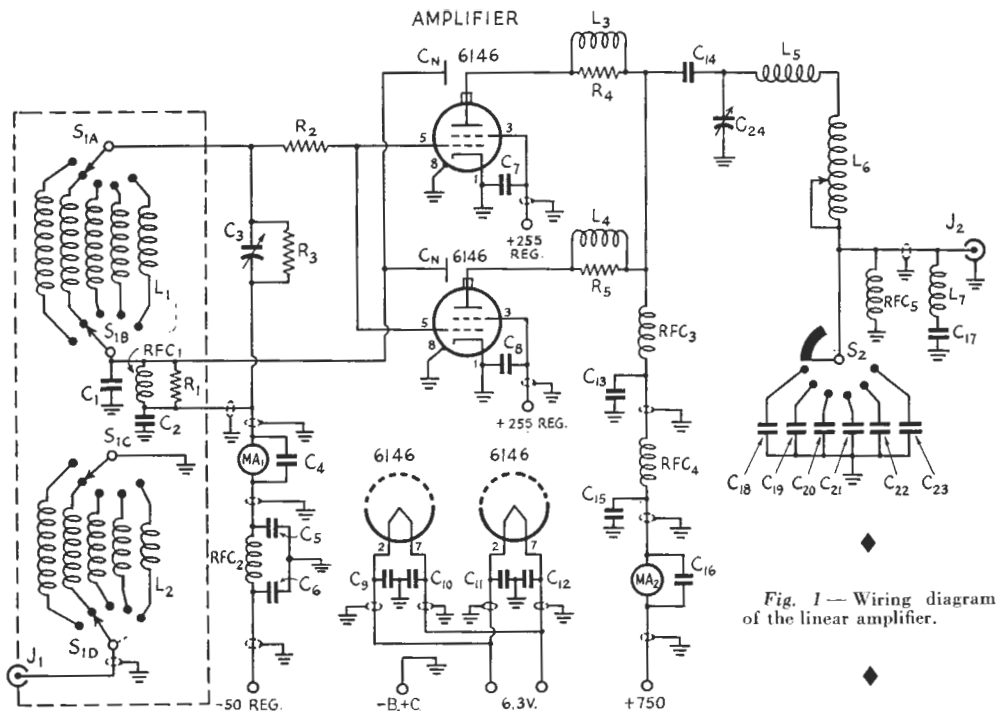 AMPLIFIER
L3
CN 6146
C14
L5
R4
S1A
R2
5
3
8
1
C7
C24
L6
+255
REG.
C3
R3
L4
J2
CN 6146
R5
L1
S1B
RFC1
5
3
8
1
C8
RFC3
RFC5
L7
C17
S2
C1
R1
C2
+255 REG.
C13
S1C
MA1
C4
6146
6146
RFC4
C18 C19 C20 C21 C22 C23
C15
C5
RFC2
C6
2
7
2
7
C9
C10
C11
C12
MA2
C16
L2
S1D
J1
-50 REG.
-B,+C
6.3V.
+750
Fig. 1—Wiring diagram
of the linear amplifier.